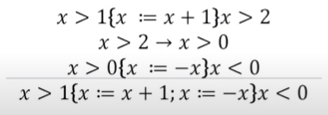 x > 1{x := x + 1}x > 2
x > 2 → x > 0
x > 0{x := −x}x < 0
x > 1{x := x + 1; x := −x}x < 0